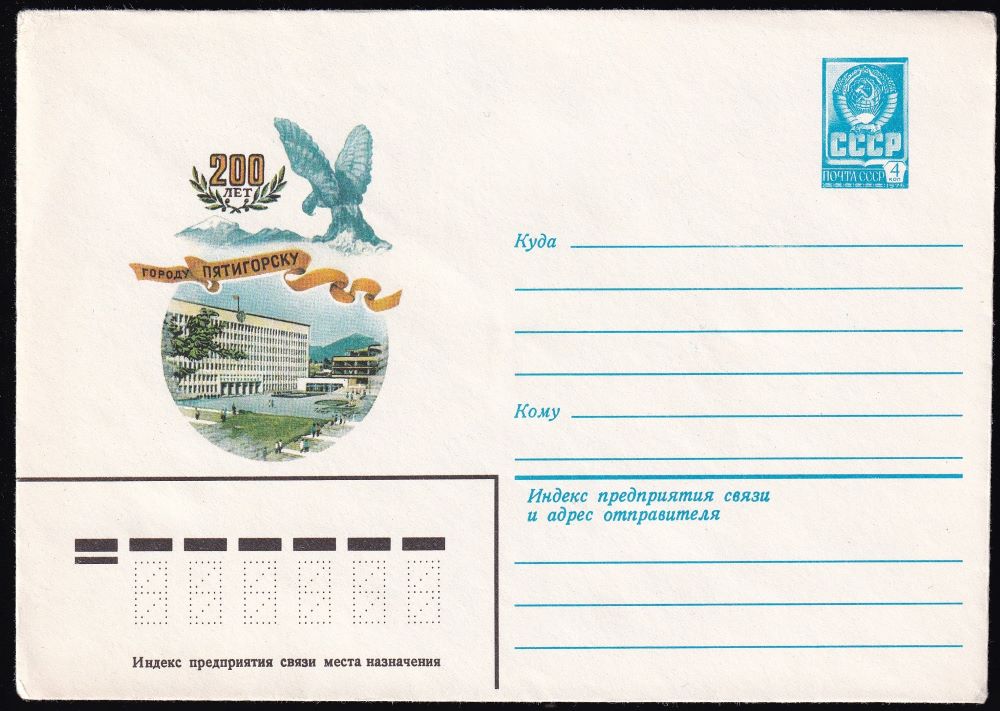 200
ЛЕТ
ГОРОДУ ПЯТИГОРСКУ
СССР
ПОЧТА СССР 4
КОП
1976
Куда
Кому
Индекс предприятия связи
и адрес отправителя
Индекс предприятия связи места назначения